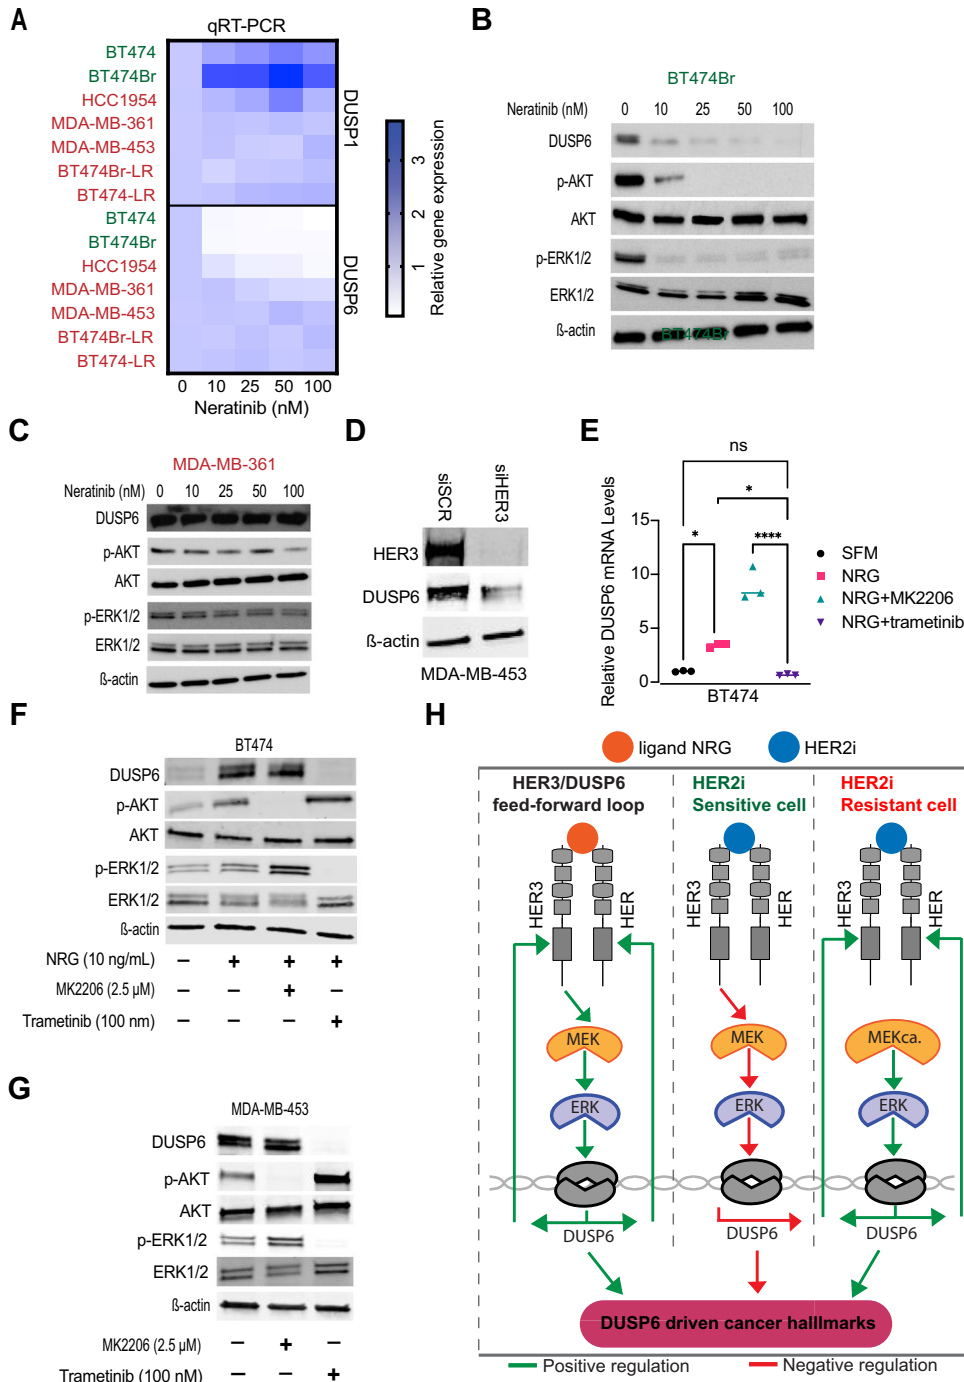 A
qRT-PCR
BT474
BT474Br
HCC1954
MDA-MB-361
MDA-MB-453
BT474Br-LR
BT474-LR
DUSP1
BT474
BT474Br
HCC1954
MDA-MB-361
MDA-MB-453
BT474Br-LR
BT474-LR
DUSP6
0 10 25 50 100
Neratinib (nM)
3
2
1
Relative gene expression
B
BT474Br
Neratinib (nM) 0 10 25 50 100
DUSP6
p-AKT
AKT
p-ERK1/2
ERK1/2
ß-actin
BT474Br
C
MDA-MB-361
Neratinib (nM) 0 10 25 50 100
DUSP6
p-AKT
AKT
p-ERK1/2
ERK1/2
ß-actin
D
siSCR siHER3
HER3
DUSP6
ß-actin
MDA-MB-453
E
ns
*
* ****
Relative DUSP6 mRNA Levels
15
10
5
0
BT474
SFM
NRG
NRG+MK2206
NRG+trametinib
F
BT474
DUSP6
p-AKT
AKT
p-ERK1/2
ERK1/2
ß-actin
NRG (10 ng/mL) – + + +
MK2206 (2.5 µM) – – + –
Trametinib (100 nm) – – – +
G
MDA-MB-453
DUSP6
p-AKT
AKT
p-ERK1/2
ERK1/2
ß-actin
MK2206 (2.5 µM) – + –
Trametinib (100 nM) – – +
H
ligand NRG HER2i
HER3/DUSP6
feed-forward loop
HER2i
Sensitive cell
HER2i
Resistant cell
HER3 HER
HER3 HER
HER3 HER
MEK MEK MEKca.
ERK ERK ERK
DUSP6 DUSP6 DUSP6
DUSP6 driven cancer halllmarks
Positive regulation Negative regulation